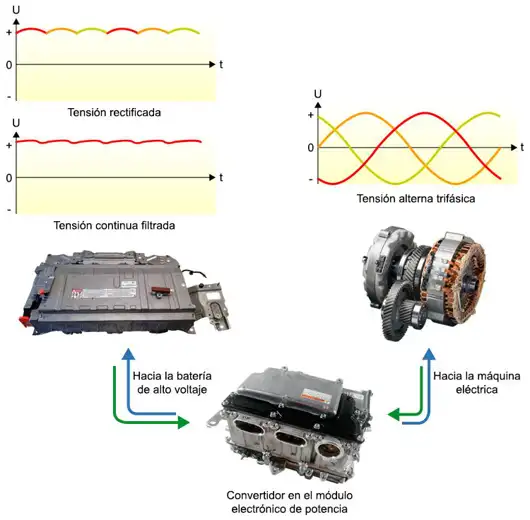 U
+
0
-
t
Tensión rectificada
U
+
0
-
t
Tensión continua filtrada
U
+
0
-
t
Tensión alterna trifásica
Hacia la batería
de alto voltaje
Hacia la máquina
eléctrica
Convertidor en el módulo
electrónico de potencia